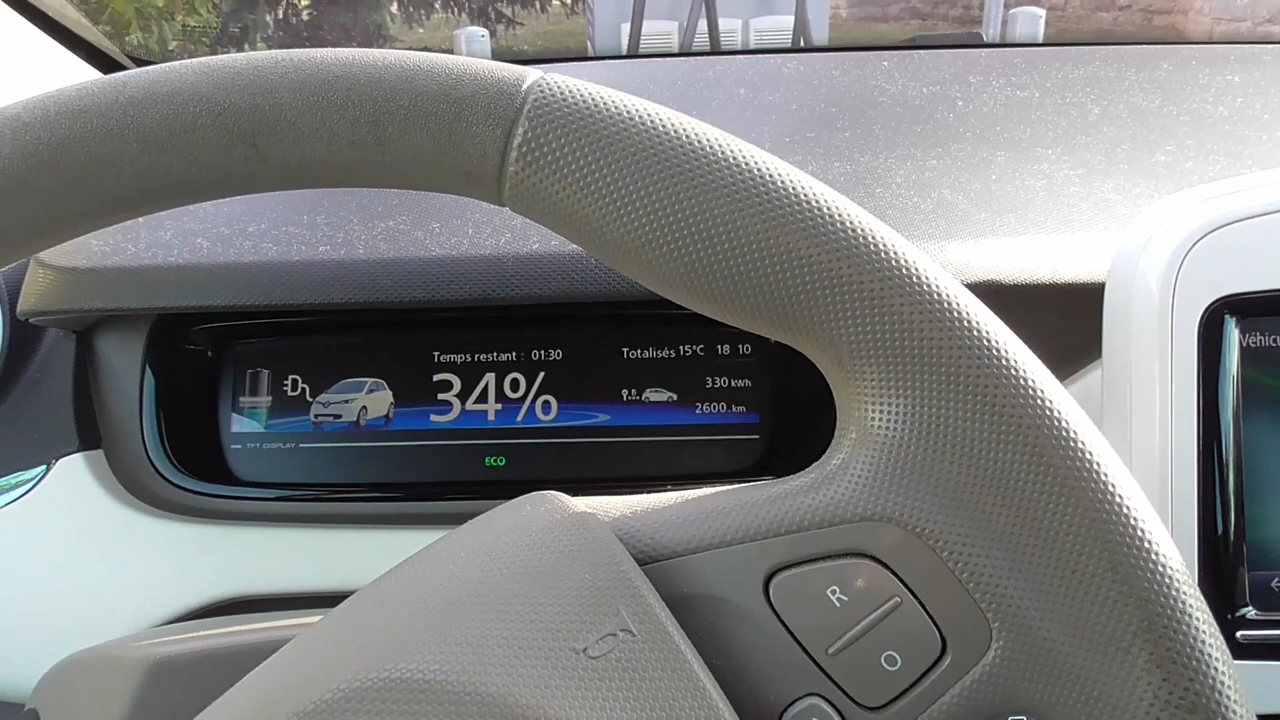 Temps restant : 01:30
34%
Totalisés 15°C 18 10
330 kWh
2600.km
TFT DISPLAY
ECO
R
O
Véhicu